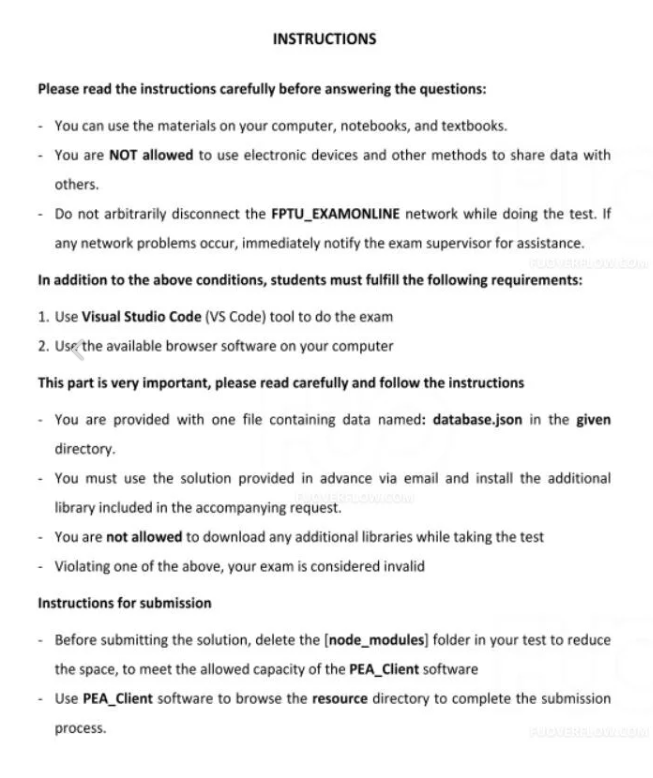 INSTRUCTIONS
Please read the instructions carefully before answering the questions:
- You can use the materials on your computer, notebooks, and textbooks.
- You are NOT allowed to use electronic devices and other methods to share data with
others.
- Do not arbitrarily disconnect the FPTU_EXAMONLINE network while doing the test. If
any network problems occur, immediately notify the exam supervisor for assistance.
In addition to the above conditions, students must fulfill the following requirements:
1. Use Visual Studio Code (VS Code) tool to do the exam
2. Use the available browser software on your computer
This part is very important, please read carefully and follow the instructions
- You are provided with one file containing data named: database.json in the given
directory.
- You must use the solution provided in advance via email and install the additional
library included in the accompanying request.
- You are not allowed to download any additional libraries while taking the test
- Violating one of the above, your exam is considered invalid
Instructions for submission
- Before submitting the solution, delete the [node_modules] folder in your test to reduce
the space, to meet the allowed capacity of the PEA_Client software
- Use PEA_Client software to browse the resource directory to complete the submission
process.